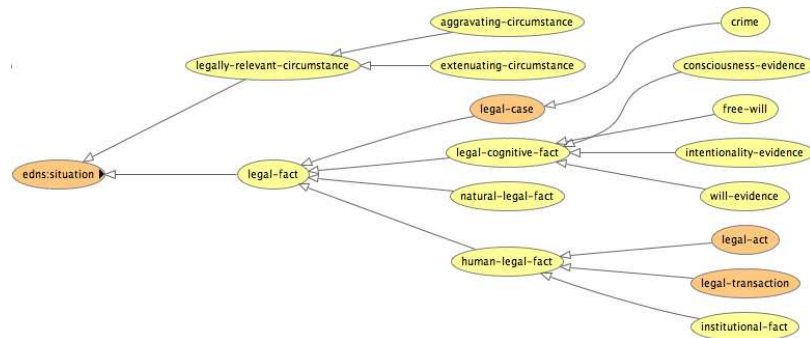 aggravating-circumstance
crime
legally-relevant-circumstance
extenuating-circumstance
consciousness-evidence
legal-case
free-will
legal-cognitive-fact
intentionality-evidence
edns:situation
legal-fact
natural-legal-fact
will-evidence
legal-act
human-legal-fact
legal-transaction
institutional-fact